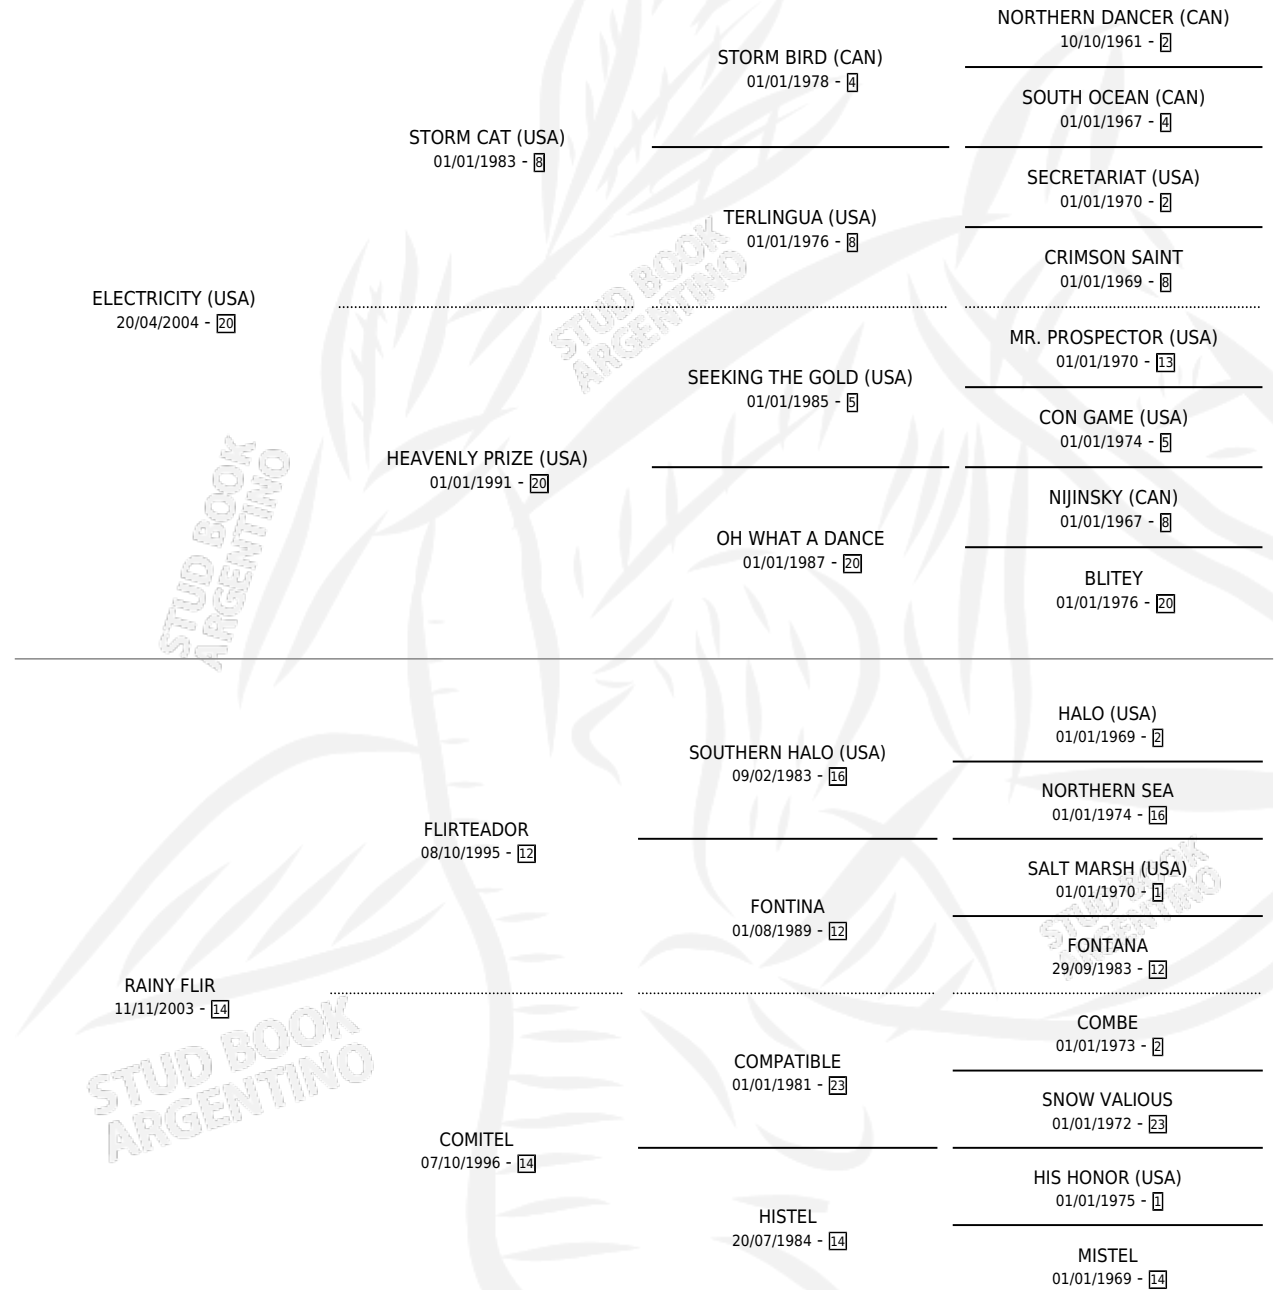 NORTHERN DANCER (CAN)
10/10/1961 - 2
STORM BIRD (CAN)
01/01/1978 - 4
SOUTH OCEAN (CAN)
01/01/1967 - 4
STORM CAT (USA)
01/01/1983 - 8
SECRETARIAT (USA)
01/01/1970 - 2
TERLINGUA (USA)
01/01/1976 - 8
CRIMSON SAINT
01/01/1969 - 8
ELECTRICITY (USA)
20/04/2004 - 20
STUD BOOK
ARGENTINO
MR. PROSPECTOR (USA)
01/01/1970 - 13
SEEKING THE GOLD (USA)
01/01/1985 - 5
CON GAME (USA)
01/01/1974 - 5
HEAVENLY PRIZE (USA)
01/01/1991 - 20
NIJINSKY (CAN)
01/01/1967 - 8
OH WHAT A DANCE
01/01/1987 - 20
BLITEY
01/01/1976 - 20
STUD BOOK
ARGENTINO
HALO (USA)
01/01/1969 - 2
SOUTHERN HALO (USA)
09/02/1983 - 16
NORTHERN SEA
01/01/1974 - 16
FLIRTEADOR
08/10/1995 - 12
SALT MARSH (USA)
01/01/1970 - 1
FONTINA
01/08/1989 - 12
STUD BOOK
ARGENTINO
FONTANA
29/09/1983 - 12
RAINY FLIR
11/11/2003 - 14
STUD BOOK
ARGENTINO
COMBE
01/01/1973 - 2
COMPATIBLE
01/01/1981 - 23
SNOW VALIOUS
01/01/1972 - 23
COMITEL
07/10/1996 - 14
HIS HONOR (USA)
01/01/1975 - 1
HISTEL
20/07/1984 - 14
MISTEL
01/01/1969 - 14